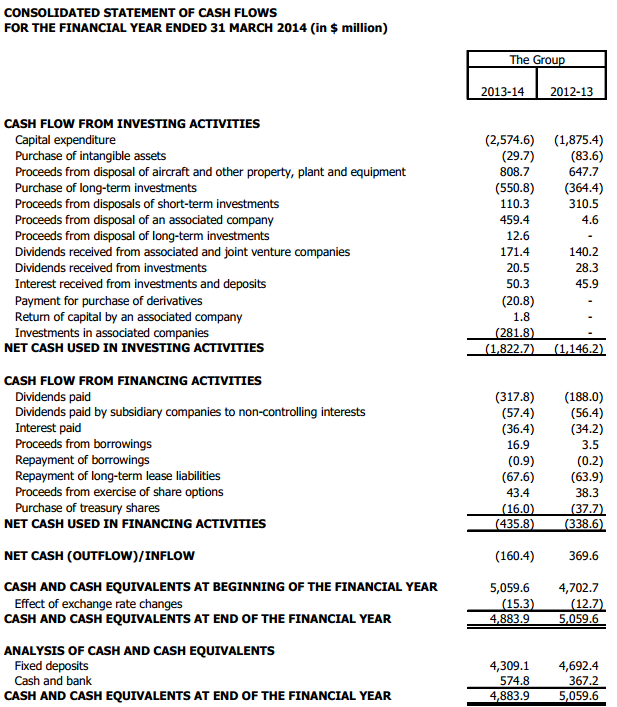 CONSOLIDATED STATEMENT OF CASH FLOWS
FOR THE FINANCIAL YEAR ENDED 31 MARCH 2014 (in $ million)
The Group
2013-14 2012-13
CASH FLOW FROM INVESTING ACTIVITIES
Capital expenditure (2,574.6) (1,875.4)
Purchase of intangible assets (29.7) (83.6)
Proceeds from disposal of aircraft and other property, plant and equipment 808.7 647.7
Purchase of long-term investments (550.8) (364.4)
Proceeds from disposals of short-term investments 110.3 310.5
Proceeds from disposal of an associated company 459.4 4.6
Proceeds from disposal of long-term investments 12.6 -
Dividends received from associated and joint venture companies 171.4 140.2
Dividends received from investments 20.5 28.3
Interest received from investments and deposits 50.3 45.9
Payment for purchase of derivatives (20.8) -
Return of capital by an associated company 1.8 -
Investments in associated companies (281.8) -
NET CASH USED IN INVESTING ACTIVITIES (1,822.7) (1,146.2)
CASH FLOW FROM FINANCING ACTIVITIES
Dividends paid (317.8) (188.0)
Dividends paid by subsidiary companies to non-controlling interests (57.4) (56.4)
Interest paid (36.4) (34.2)
Proceeds from borrowings 16.9 3.5
Repayment of borrowings (0.9) (0.2)
Repayment of long-term lease liabilities (67.6) (63.9)
Proceeds from exercise of share options 43.4 38.3
Purchase of treasury shares (16.0) (37.7)
NET CASH USED IN FINANCING ACTIVITIES (435.8) (338.6)
NET CASH (OUTFLOW)/INFLOW (160.4) 369.6
CASH AND CASH EQUIVALENTS AT BEGINNING OF THE FINANCIAL YEAR 5,059.6 4,702.7
Effect of exchange rate changes (15.3) (12.7)
CASH AND CASH EQUIVALENTS AT END OF THE FINANCIAL YEAR 4,883.9 5,059.6
ANALYSIS OF CASH AND CASH EQUIVALENTS
Fixed deposits 4,309.1 4,692.4
Cash and bank 574.8 367.2
CASH AND CASH EQUIVALENTS AT END OF THE FINANCIAL YEAR 4,883.9 5,059.6